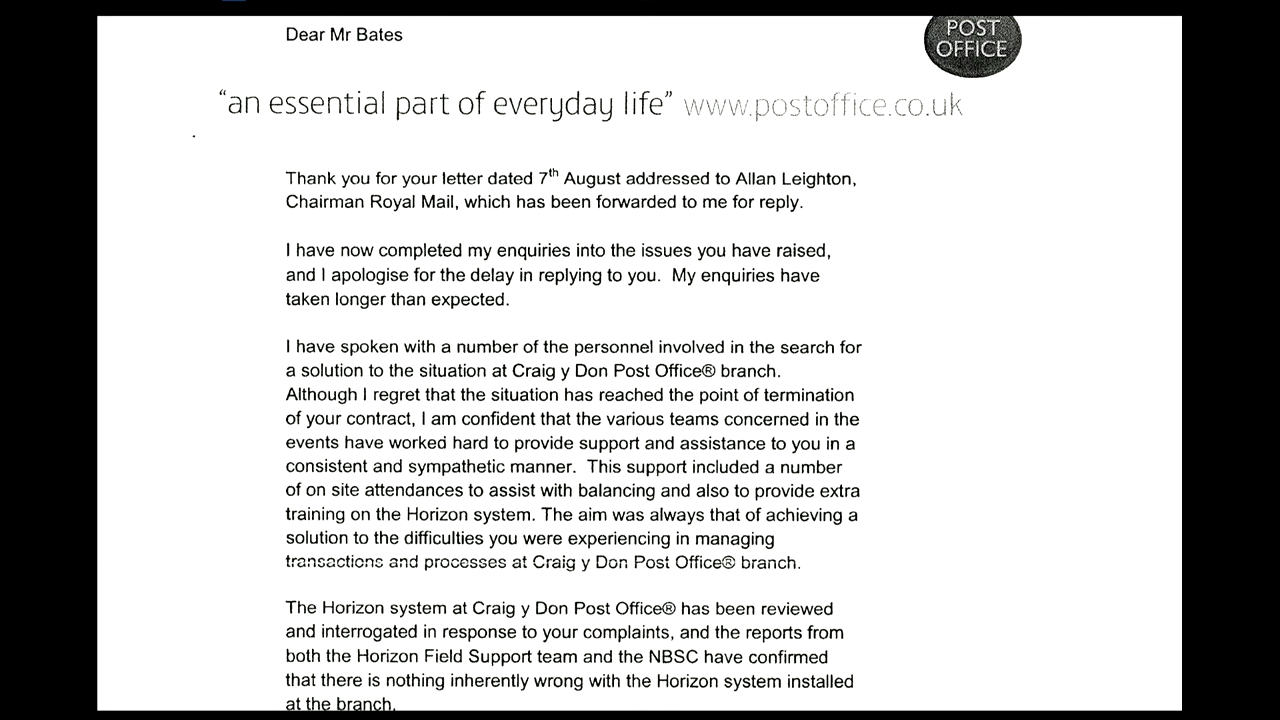 Dear Mr Bates
POST
OFFICE
“an essential part of everyday life” www.postoffice.co.uk
Thank you for your letter dated 7th August addressed to Allan Leighton,
Chairman Royal Mail, which has been forwarded to me for reply.
I have now completed my enquiries into the issues you have raised,
and I apologise for the delay in replying to you.  My enquiries have
taken longer than expected.
I have spoken with a number of the personnel involved in the search for
a solution to the situation at Craig y Don Post Office® branch.
Although I regret that the situation has reached the point of termination
of your contract, I am confident that the various teams concerned in the
events have worked hard to provide support and assistance to you in a
consistent and sympathetic manner.  This support included a number
of on site attendances to assist with balancing and also to provide extra
training on the Horizon system. The aim was always that of achieving a
solution to the difficulties you were experiencing in managing
transactions and processes at Craig y Don Post Office® branch.
The Horizon system at Craig y Don Post Office® has been reviewed
and interrogated in response to your complaints, and the reports from
both the Horizon Field Support team and the NBSC have confirmed
that there is nothing inherently wrong with the Horizon system installed
at the branch.